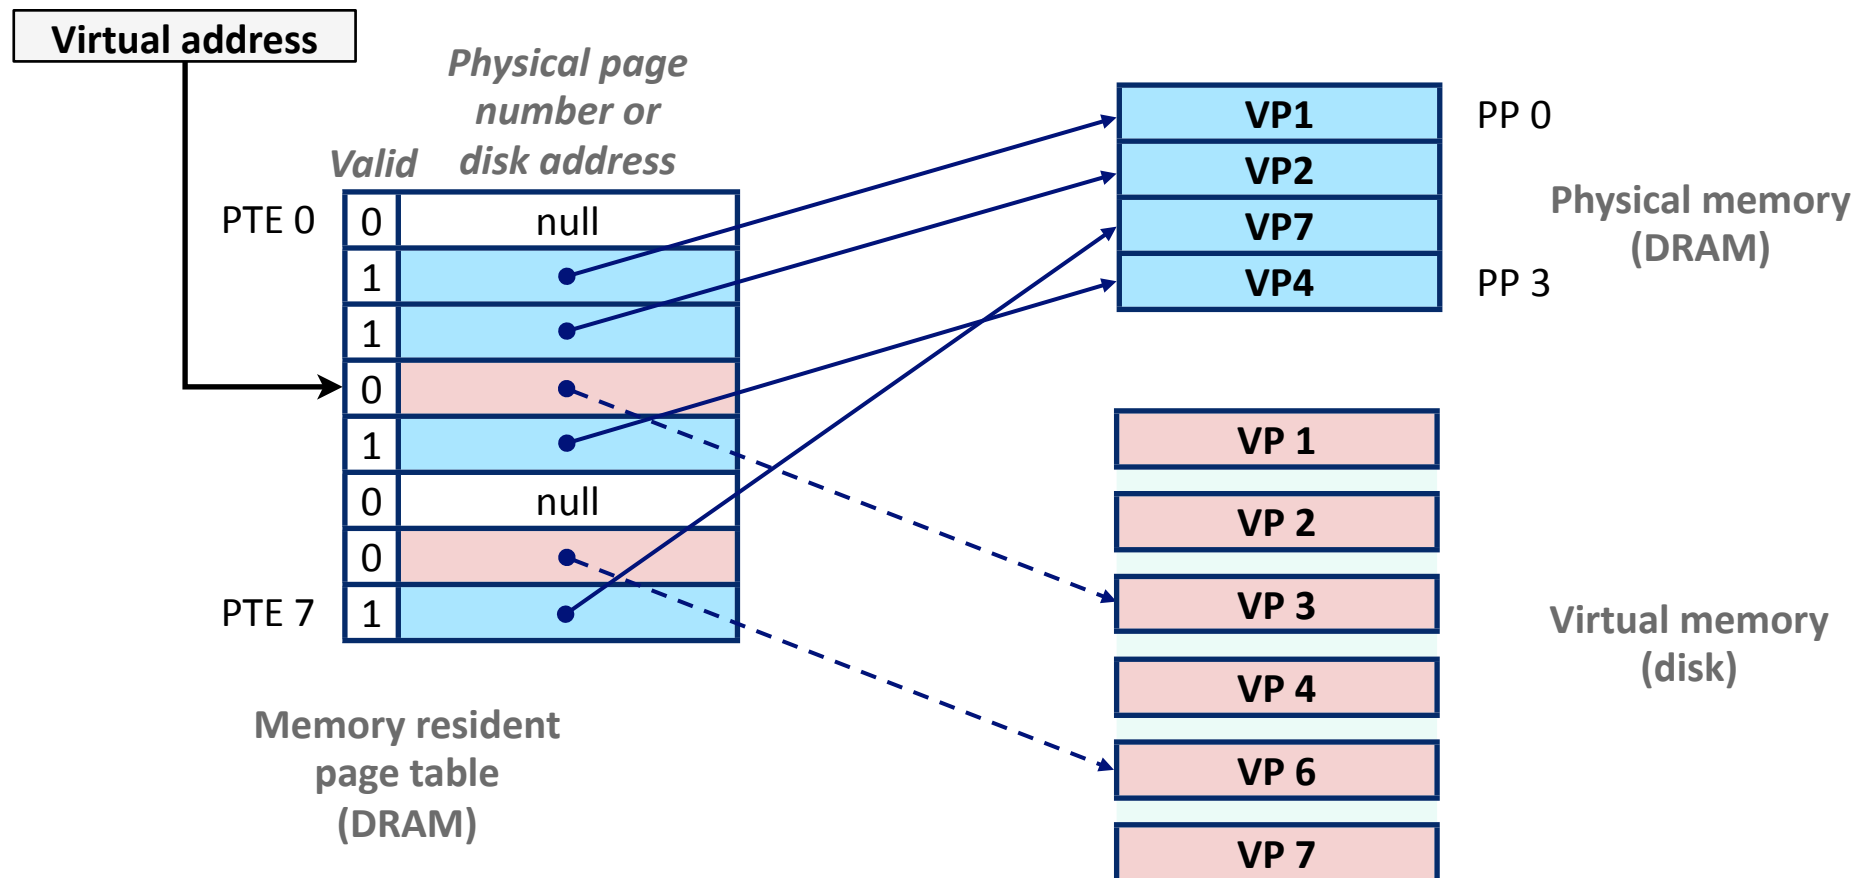 Virtual address
Physical page
number or
disk address
Valid
PTE 0
0
null
1
1
0
1
0
null
0
PTE 7
1
Memory resident
page table
(DRAM)
VP1
PP 0
VP2
VP7
VP4
PP 3
Physical memory
(DRAM)
VP 1
VP 2
VP 3
VP 4
VP 6
VP 7
Virtual memory
(disk)